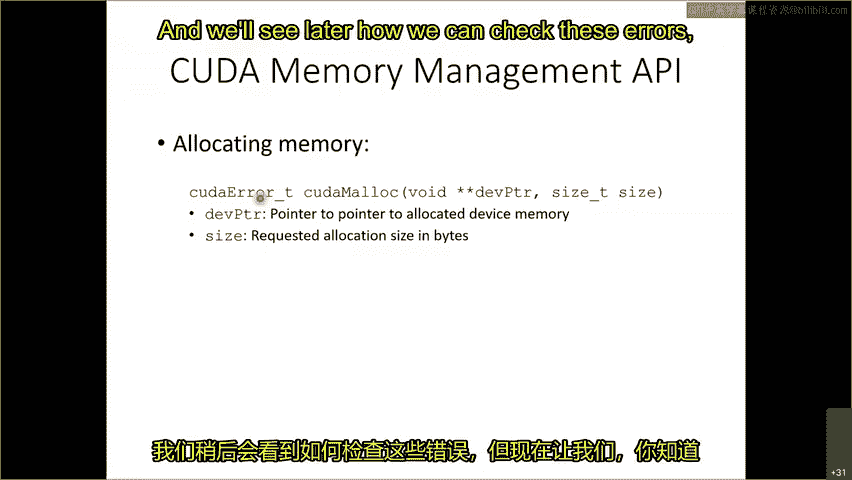 And we'll see later how we can check these errors,
CUDA Memory Management API
• Allocating memory:
cudaError_t cudaMalloc(void **devPtr, size_t size)
• devPtr: Pointer to pointer to allocated device memory
• size: Requested allocation size in bytes
我们稍后会看到如何检查这些错误，但现在让我们，你知道
+31